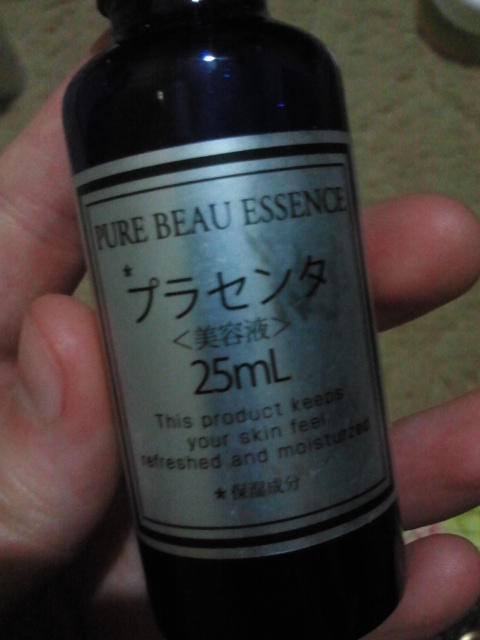 PURE BEAU ESSENCE
*プラセンタ
<美容液>
25mL
This product keeps
your skin feel
refreshed and moisturized
*保湿成分